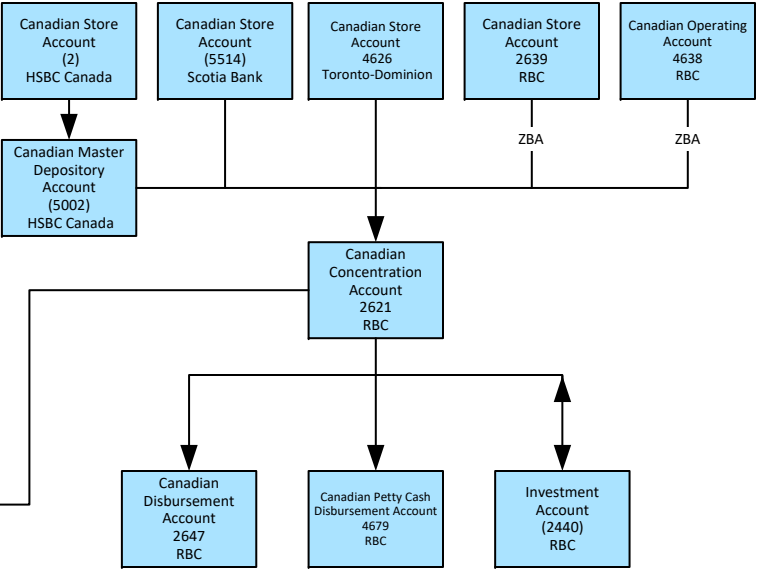 Canadian Store
Account
(2)
HSBC Canada
Canadian Store
Account
(5514)
Scotia Bank
Canadian Store
Account
4626
Toronto-Dominion
Canadian Store
Account
2639
RBC
Canadian Operating
Account
4638
RBC
ZBA
ZBA
Canadian Master
Depository
Account
(5002)
HSBC Canada
Canadian
Concentration
Account
2621
RBC
Canadian
Disbursement
Account
2647
RBC
Canadian Petty Cash
Disbursement Account
4679
RBC
Investment
Account
(2440)
RBC